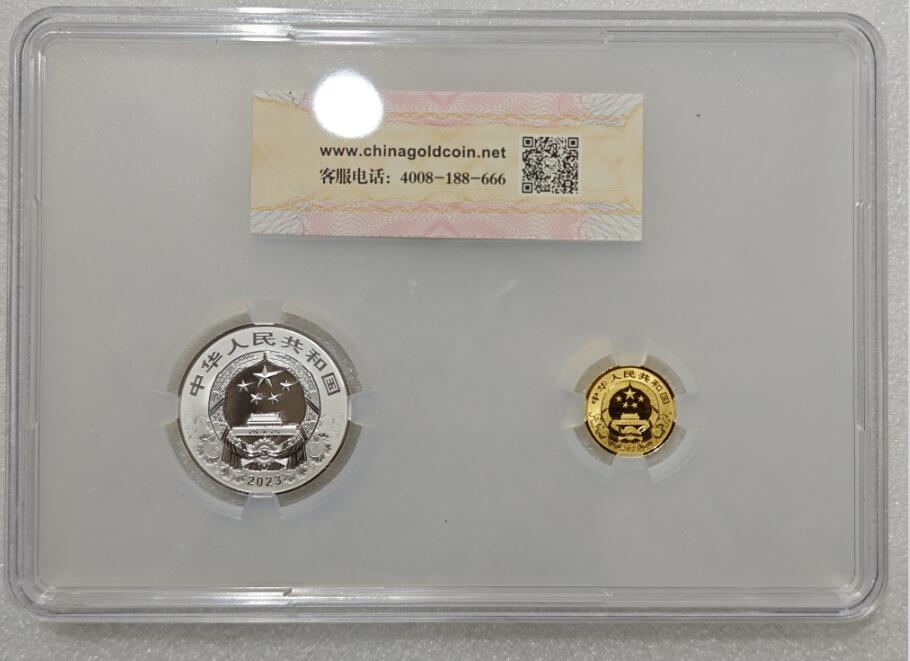 www.chinagoldcoin.net
客服电话：4008-188-666
中华人民共和国
2023
中华人民共和国